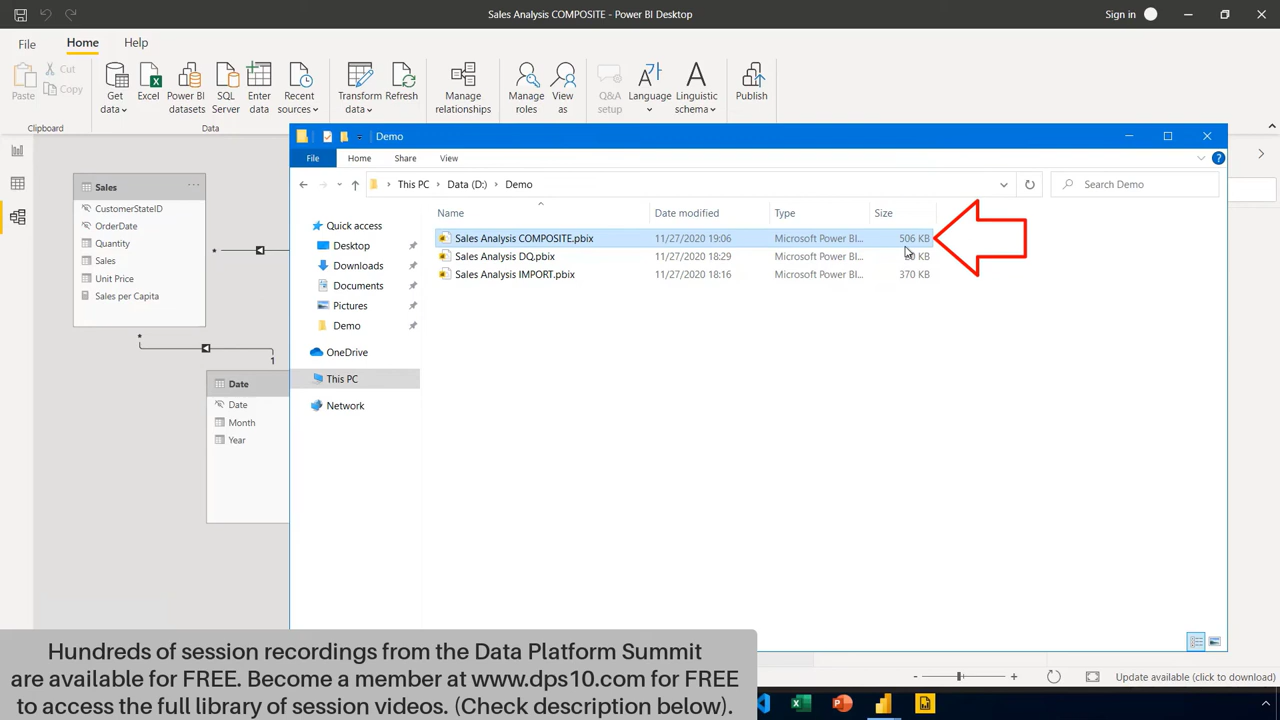 Sales Analysis COMPOSITE - Power BI Desktop
Sign in
File
Home
Help
Paste
Cut
Copy
Get data
Excel
Power BI datasets
SQL Server
Enter data
Recent sources
Transform data
Refresh
Manage relationships
Manage roles
View as
Q&A setup
Language
Linguistic schema
Publish
Clipboard
Data
Sales
CustomerStateID
OrderDate
Quantity
Sales
Unit Price
Sales per Capita
*
*
1
Date
Date
Month
Year
Demo
File
Home
Share
View
This PC
Data (D:)
Demo
Search Demo
Quick access
Desktop
Downloads
Documents
Pictures
Demo
OneDrive
This PC
Network
Name
Date modified
Type
Size
Sales Analysis COMPOSITE.pbix
11/27/2020 19:06
Microsoft Power BI...
506 KB
Sales Analysis DQ.pbix
11/27/2020 18:29
Microsoft Power BI...
KB
Sales Analysis IMPORT.pbix
11/27/2020 18:16
Microsoft Power BI...
370 KB
Update available (click to download)
Hundreds of session recordings from the Data Platform Summit
are available for FREE. Become a member at www.dps10.com for FREE
to access the full library of session videos. (Check description below).